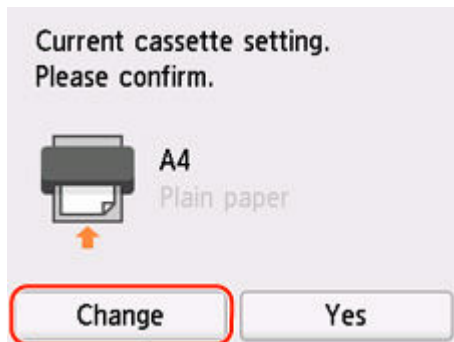 Current cassette setting.
Please confirm.
A4
Plain paper
Change
Yes